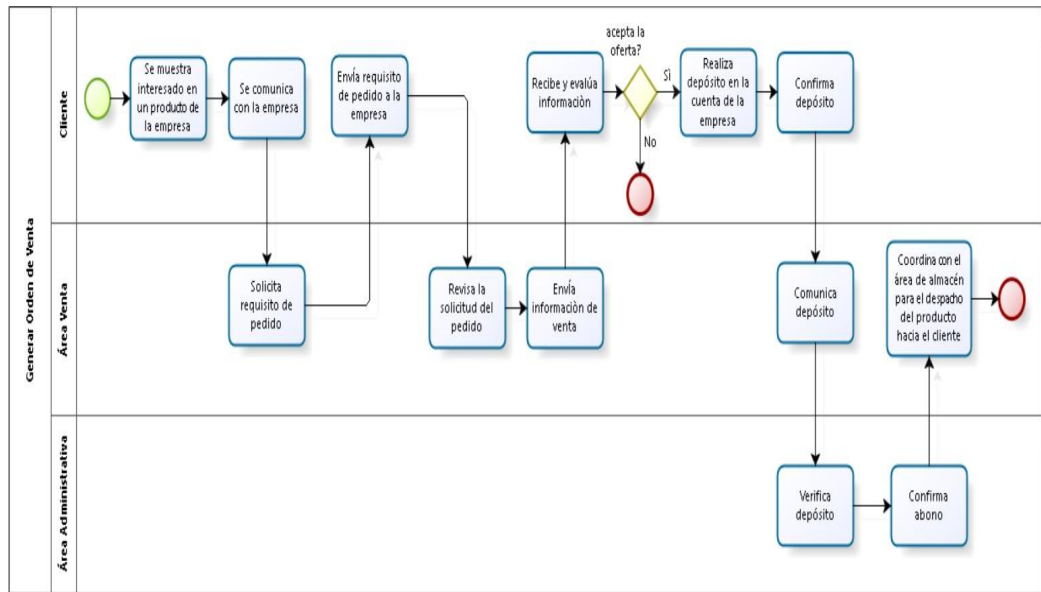 Generar Orden de Venta
Cliente
Se muestra
interesado en
un producto de
la empresa
Se comunica
con la empresa
Envía requisito
de pedido a la
empresa
Recibe y evalúa
informaciòn
acepta la
oferta?
Sì
No
Realiza
depósito en la
cuenta de la
empresa
Confirma
depósito
Área Venta
Solicita
requisito de
pedido
Revisa la
solicitud del
pedido
Envía
informaciòn de
venta
Comunica
depósito
Coordina con el
área de almacén
para el despacho
del producto
hacia el cliente
Área Administrativa
Verifica
depósito
Confirma
abono